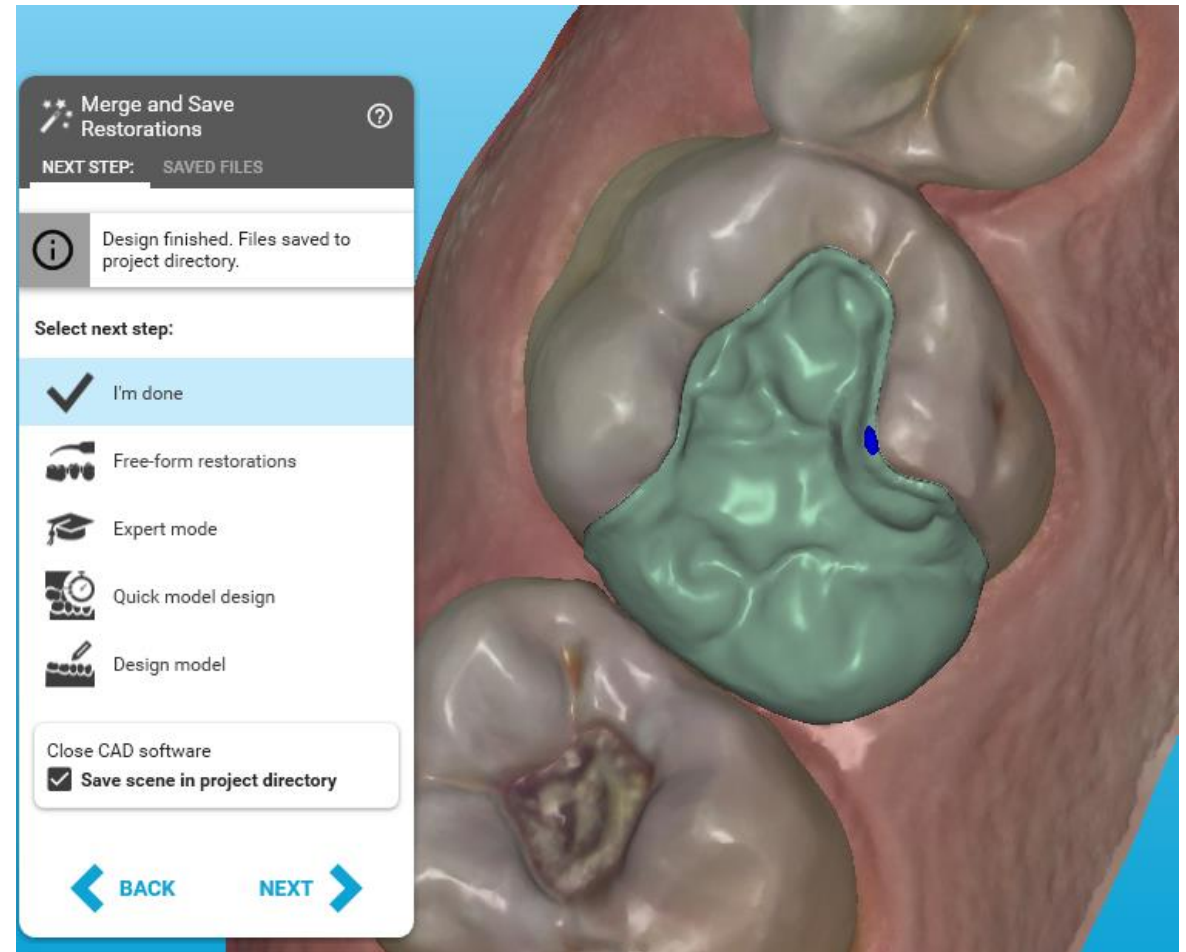 Merge and Save
Restorations
NEXT STEP: SAVED FILES
Design finished. Files saved to
project directory.
Select next step:
I'm done
Free-form restorations
Expert mode
Quick model design
Design model
Close CAD software
Save scene in project directory
BACK NEXT